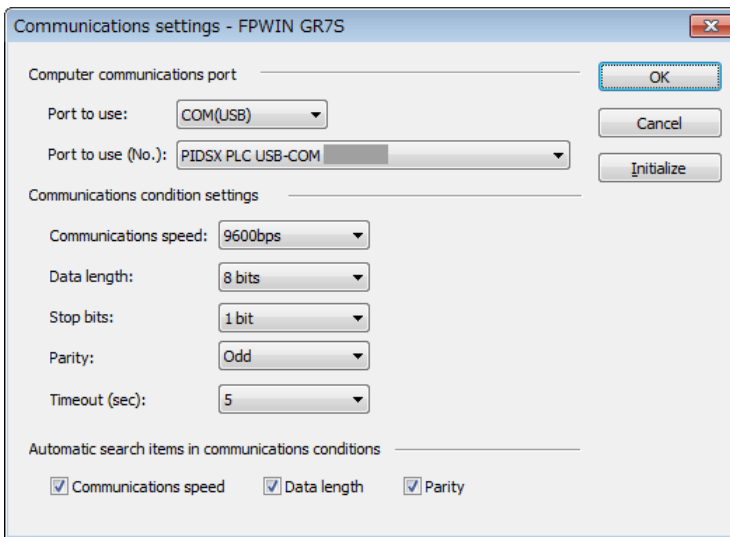 Communications settings - FPWIN GR7S
Computer communications port
OK
Port to use: COM(USB)
Cancel
Port to use (No.): PIDSX PLC USB-COM
Initialize
Communications condition settings
Communications speed: 9600bps
Data length: 8 bits
Stop bits: 1 bit
Parity: Odd
Timeout (sec): 5
Automatic search items in communications conditions
Communications speed Data length Parity